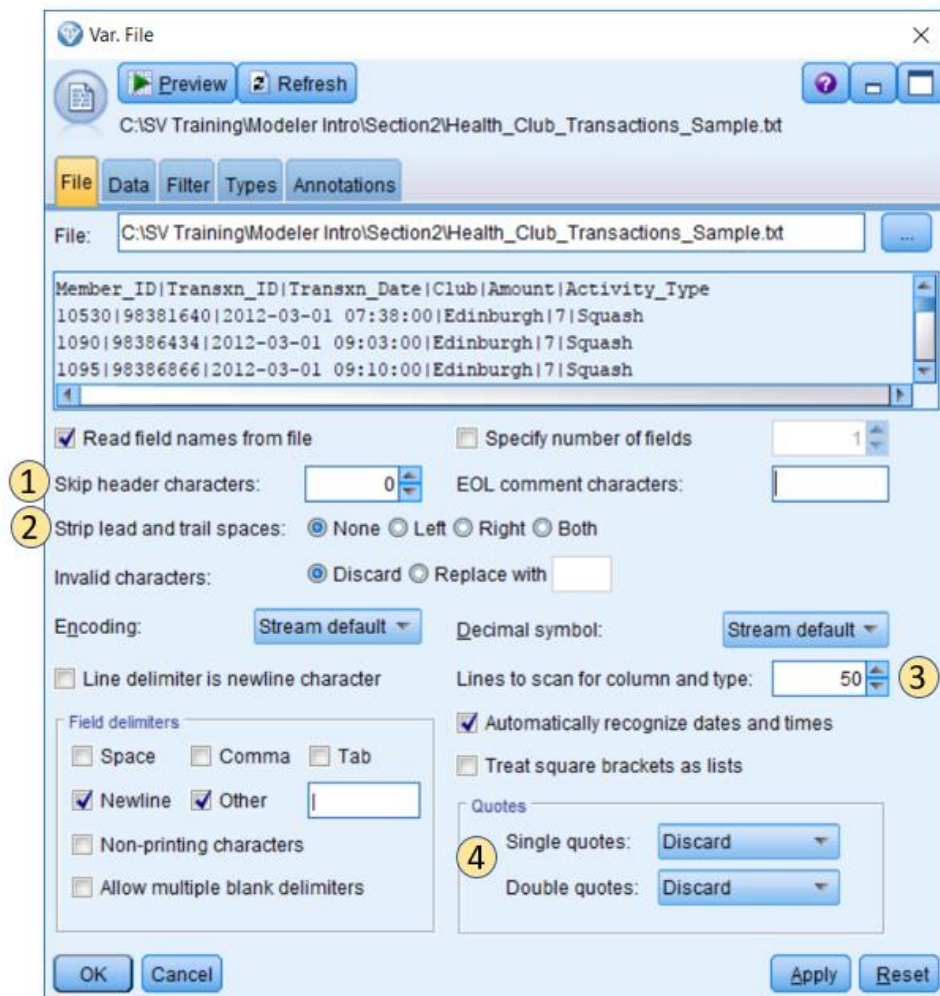 Var. File
Preview Refresh
C:\SV Training\Modeler Intro\Section2\Health_Club_Transactions_Sample.txt
File Data Filter Types Annotations
File: C:\SV Training\Modeler Intro\Section2\Health_Club_Transactions_Sample.txt ...
Member_ID|Transxn_ID|Transxn_Date|Club|Amount|Activity_Type
10530|98381640|2012-03-01 07:38:00|Edinburgh|7|Squash
1090|98386434|2012-03-01 09:03:00|Edinburgh|7|Squash
1095|98386866|2012-03-01 09:10:00|Edinburgh|7|Squash
Read field names from file Specify number of fields 1
1 Skip header characters: 0 EOL comment characters:
2 Strip lead and trail spaces: None Left Right Both
Invalid characters: Discard Replace with
Encoding: Stream default Decimal symbol: Stream default
Line delimiter is newline character Lines to scan for column and type: 50 3
Field delimiters
Automatically recognize dates and times
Space Comma Tab
Treat square brackets as lists
Newline Other |
Quotes
Non-printing characters
4 Single quotes: Discard
Allow multiple blank delimiters
Double quotes: Discard
OK Cancel Apply Reset